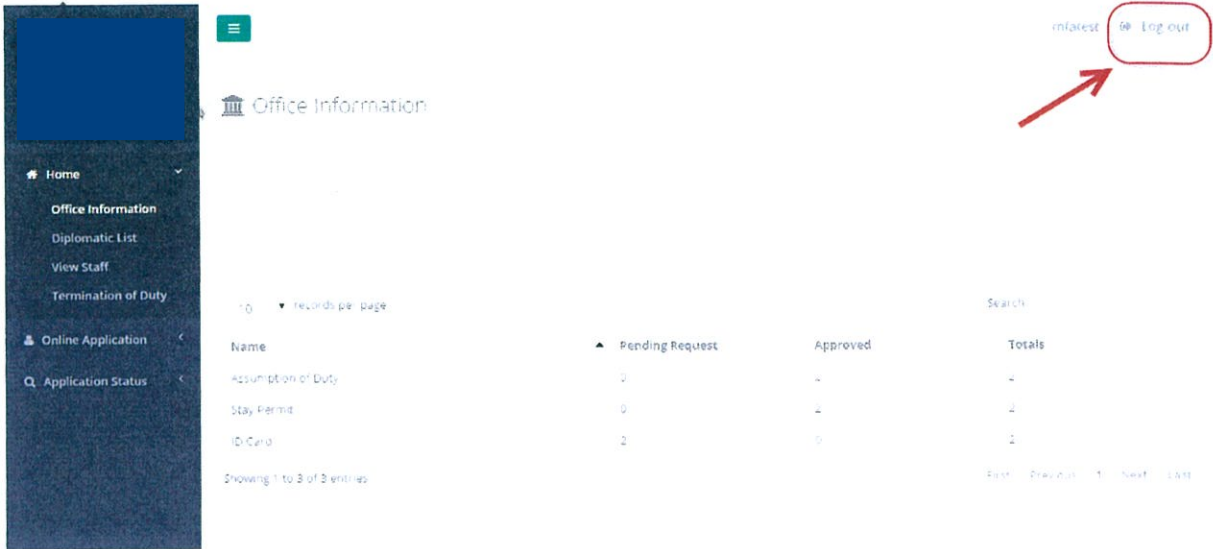 Log out
Office Information
Home
Office Information
Diplomatic List
View Staff
Termination of Duty
Online Application
Application Status
10 records per page
Search
Name Pending Request Approved Totals
Assumption of Duty 0 2 2
Stay Permit 0 2 2
ID Card 2 0 2
Showing 1 to 3 of 3 entries
First Previous 1 Next Last